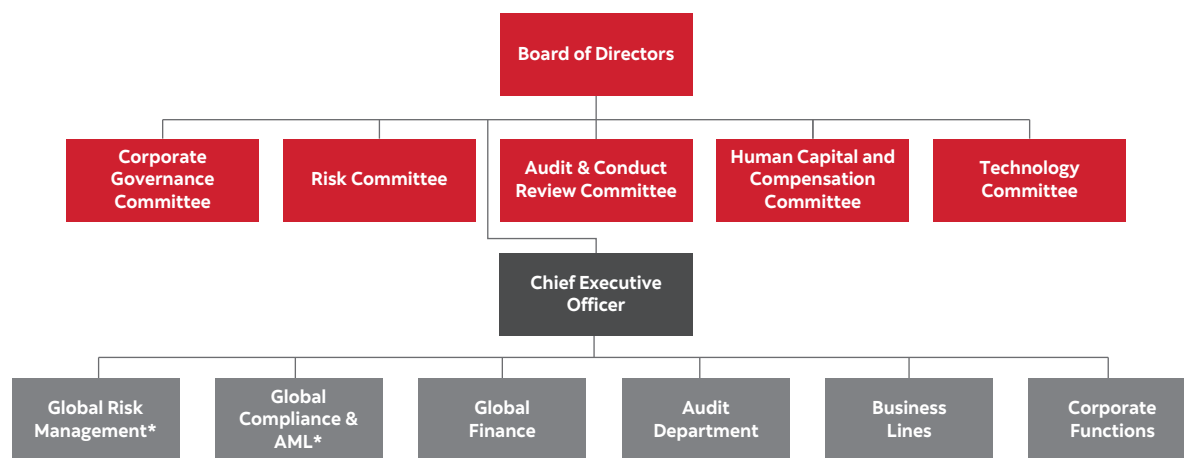 Board of Directors
Corporate
Governance
Committee
Risk Committee
Audit & Conduct
Review Committee
Human Capital and
Compensation
Committee
Technology
Committee
Chief Executive
Officer
Global Risk
Management*
Global
Compliance &
AML*
Global
Finance
Audit
Department
Business
Lines
Corporate
Functions